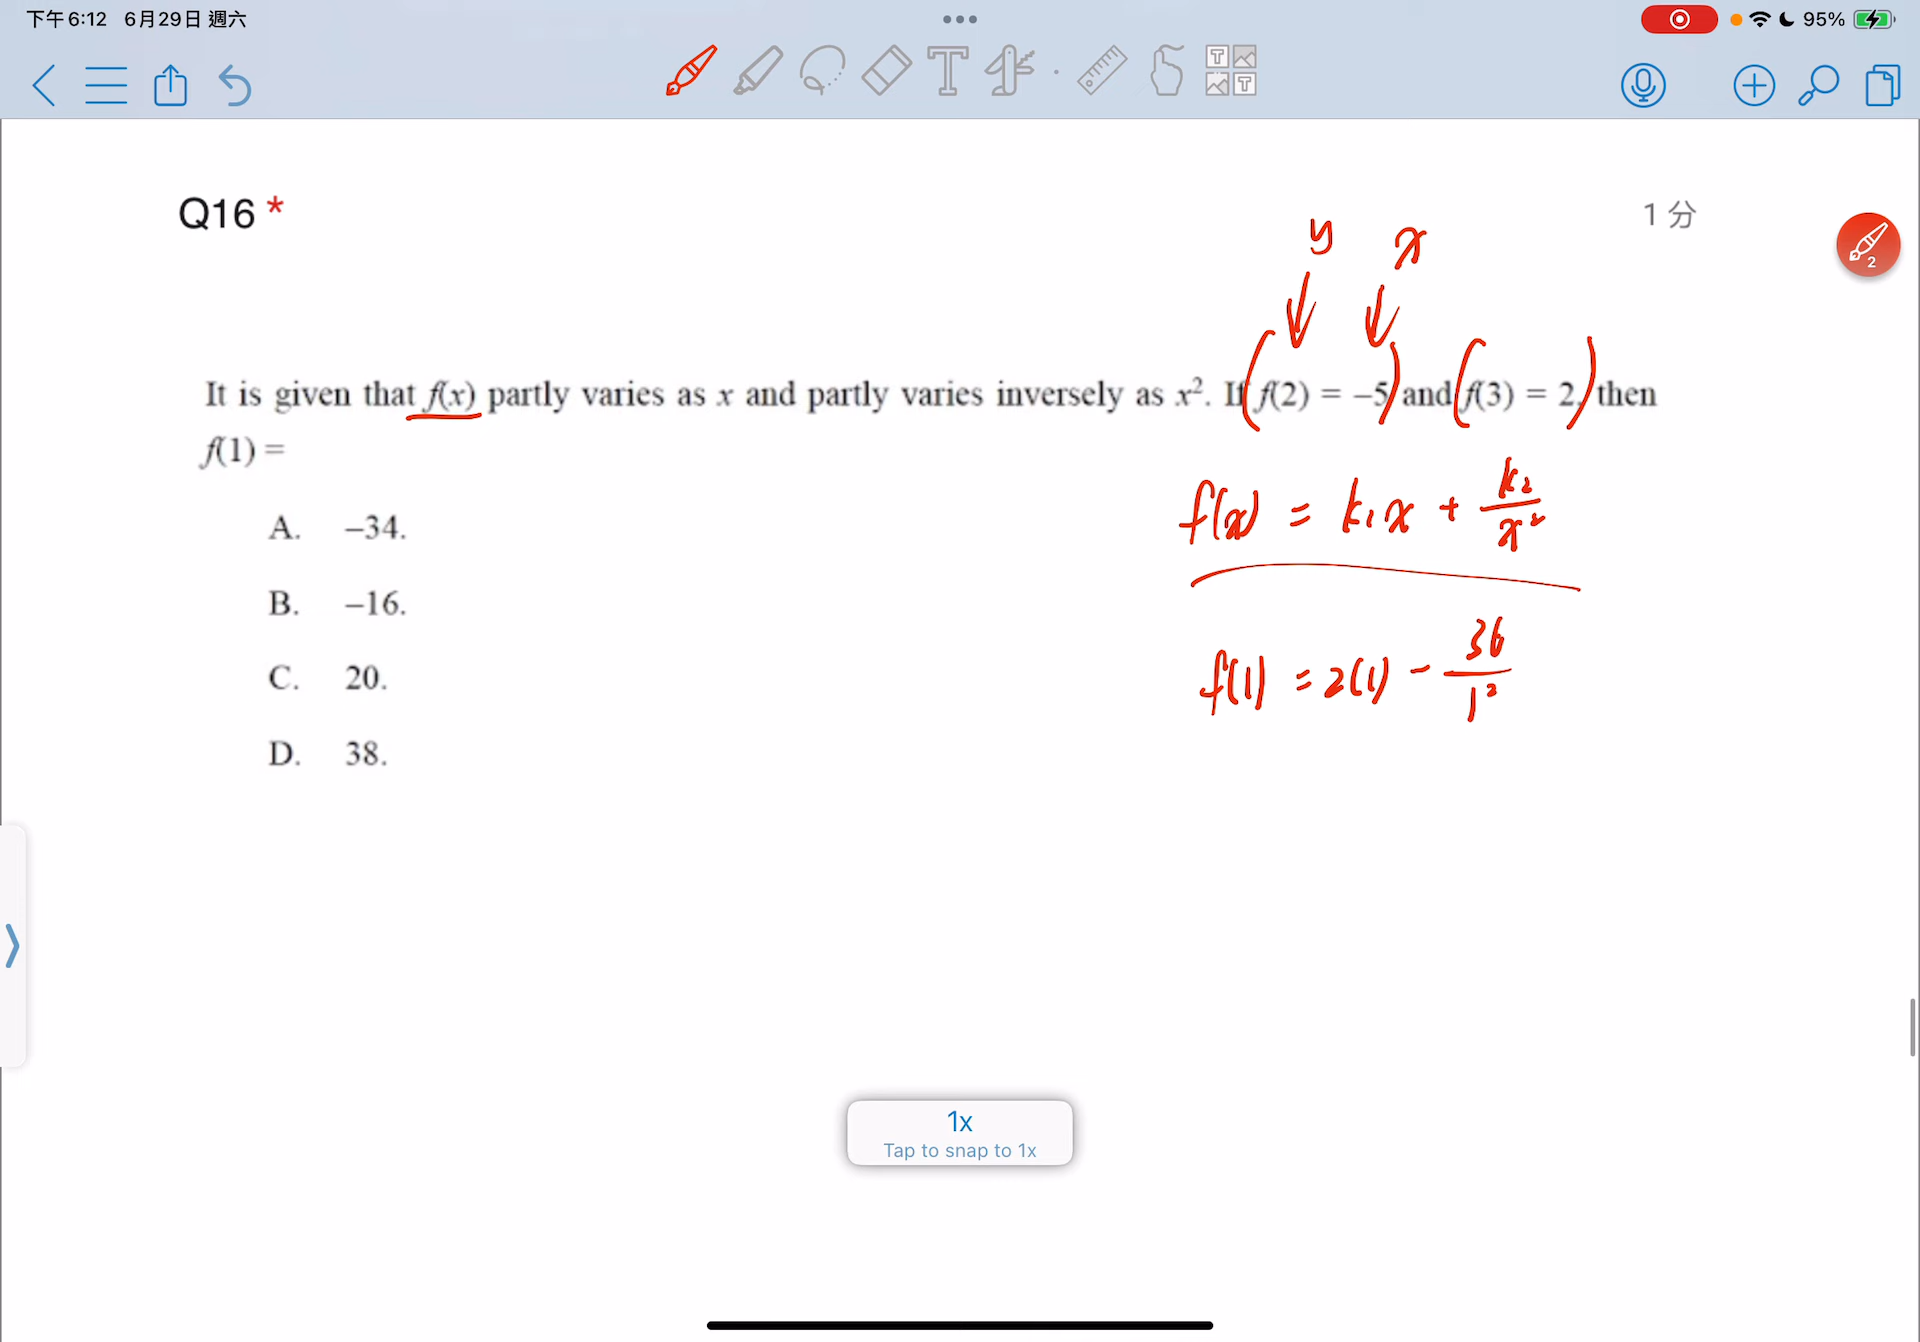 下午6:12 6月29日 週六
95%
Q16 *
1 分
2
y x
It is given that f(x) partly varies as x and partly varies inversely as x². If f(2) = –5 and f(3) = 2, then
f(1) =
f(x) = k₁x + k₂/x²
A. –34.
B. –16.
f(1) = 2(1) - 36/1²
C. 20.
D. 38.
1x
Tap to snap to 1x